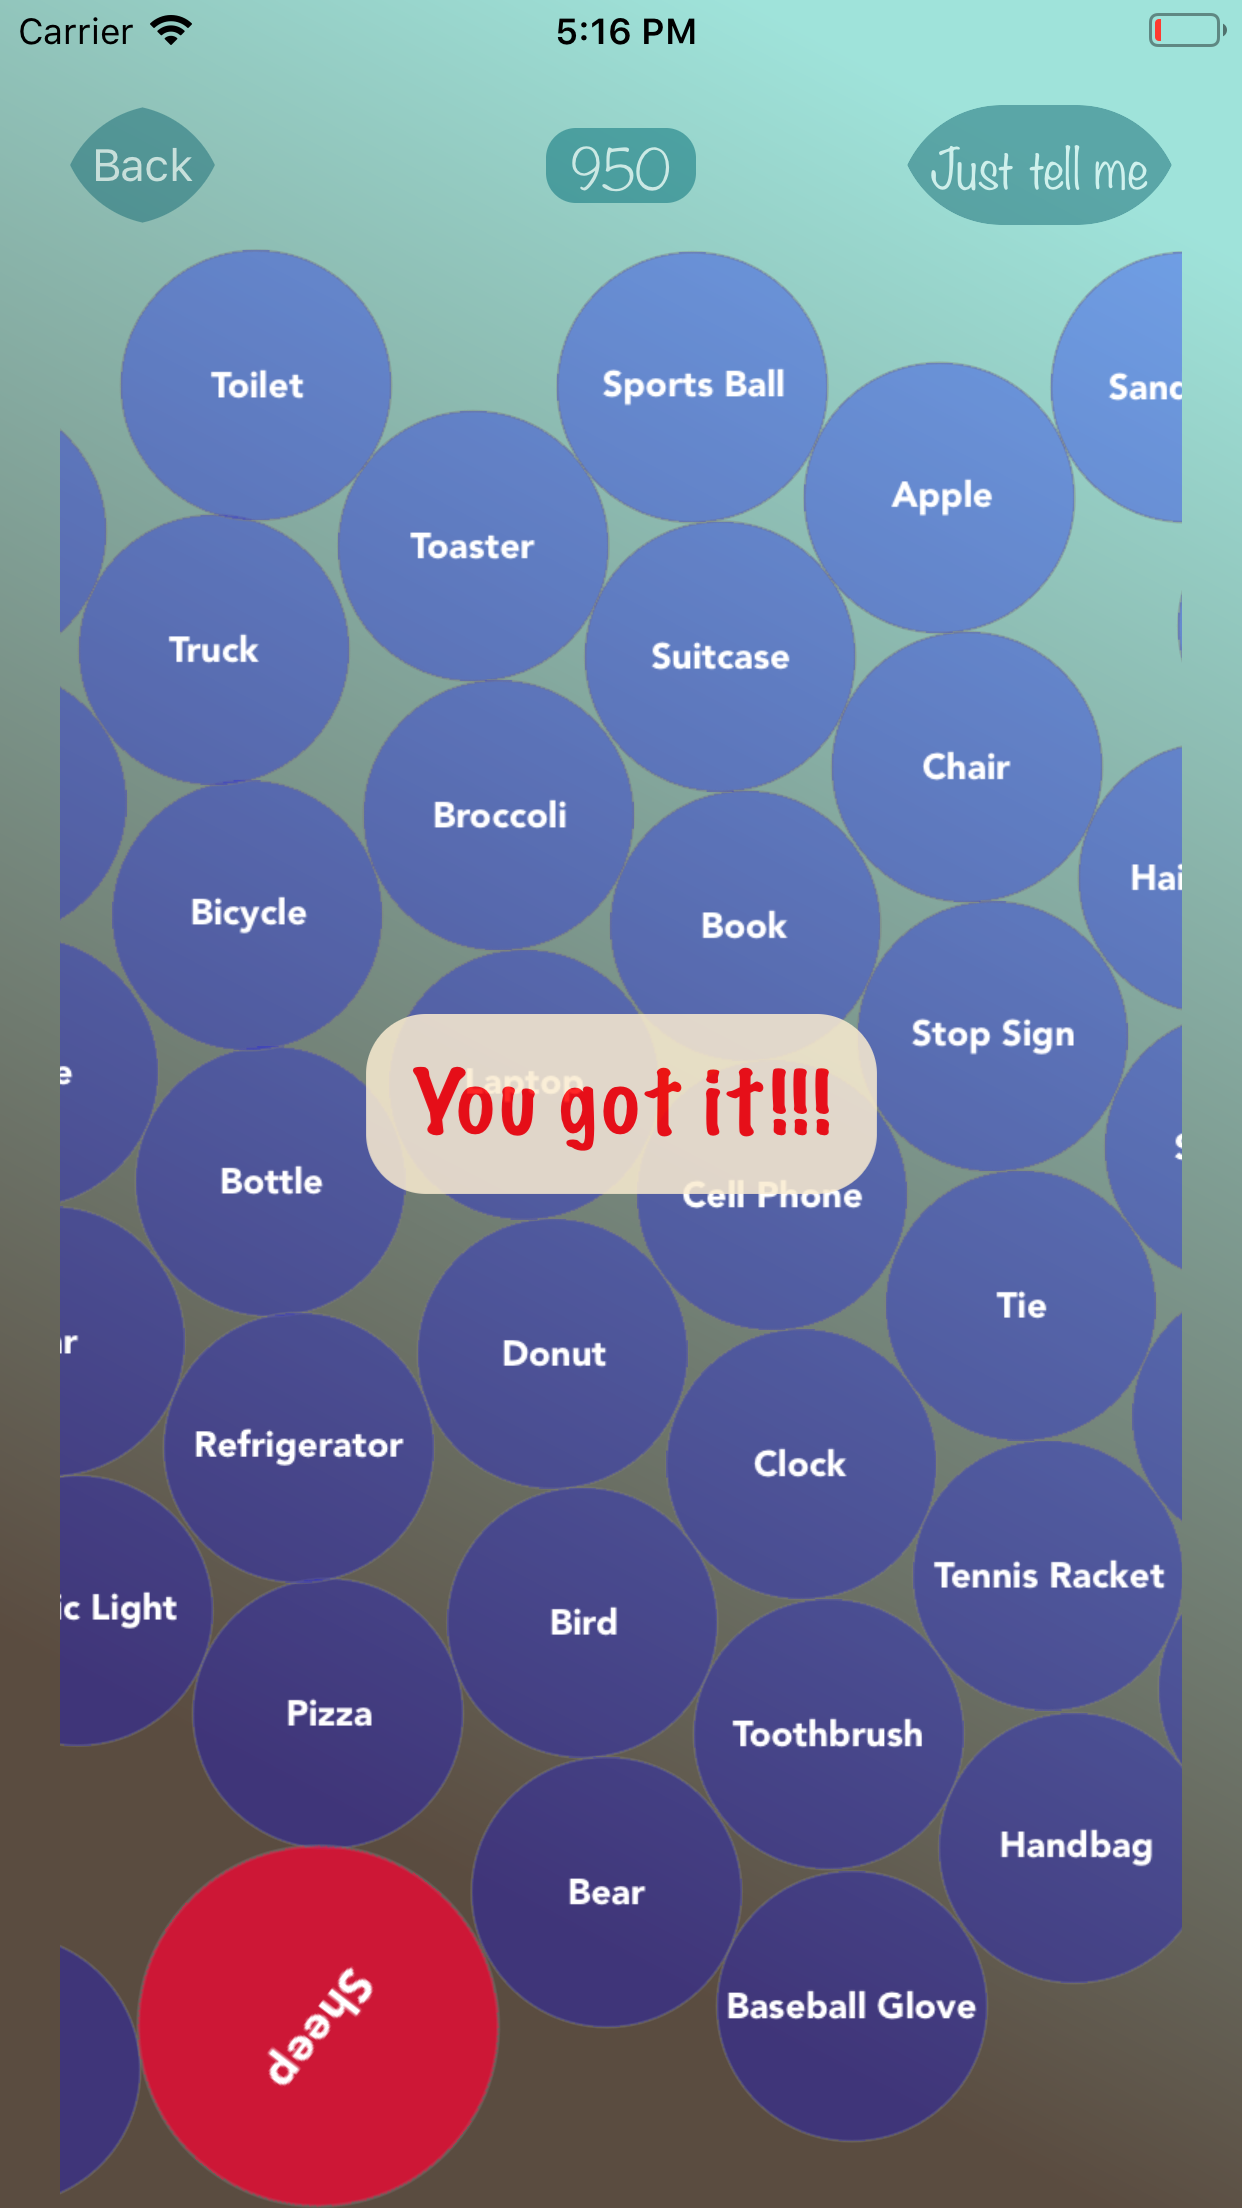 Carrier
5:16 PM
Back
950
Just tell me
Toilet
Sports Ball
Sand
Apple
Toaster
Truck
Suitcase
Chair
Broccoli
Hai
Bicycle
Book
Stop Sign
e
Laptop
You got it!!!
Bottle
Cell Phone
Tie
r
Donut
Refrigerator
Clock
Tennis Racket
ic Light
Bird
Pizza
Toothbrush
Handbag
Bear
Baseball Glove
Sheep